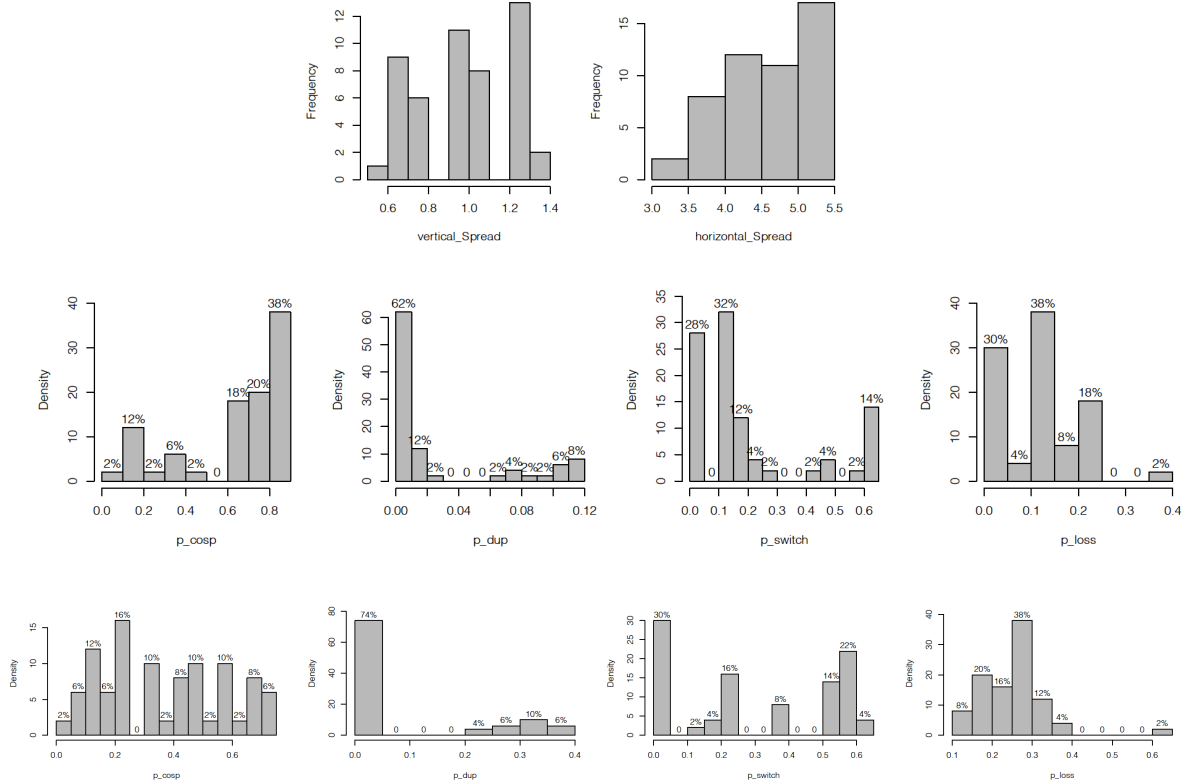 Frequency
0 2 4 6 8 10 12
0.6 0.8 1.0 1.2 1.4
vertical_Spread
Frequency
0 5 10 15
3.0 3.5 4.0 4.5 5.0 5.5
horizontal_Spread
Density
0 10 20 30 40
2% 12% 2% 6% 2% 0 18% 20% 38%
0.0 0.2 0.4 0.6 0.8
p_cosp
Density
0 10 20 30 40 50 60
62% 12% 2% 0 0 0 2% 4% 2% 2% 6% 8%
0.00 0.04 0.08 0.12
p_dup
Density
0 5 10 15 20 25 30 35
28% 0 32% 12% 4% 2% 0 0 2% 4% 0 2% 14%
0.0 0.1 0.2 0.3 0.4 0.5 0.6
p_switch
Density
0 10 20 30 40
30% 4% 38% 8% 18% 0 0 2%
0.0 0.1 0.2 0.3 0.4
p_loss
Density
0 5 10 15
2% 6% 12% 6% 16% 0 10% 2% 8% 10% 2% 10% 2% 8% 6%
0.0 0.2 0.4 0.6
p_cosp
Density
0 20 40 60 80
74% 0 0 0 4% 6% 10% 6%
0.0 0.1 0.2 0.3 0.4
p_dup
Density
0 5 10 15 20 25 30
30% 0 2% 4% 16% 0 0 8% 0 0 14% 22% 4%
0.0 0.1 0.2 0.3 0.4 0.5 0.6
p_switch
Density
0 10 20 30 40
8% 20% 16% 38% 12% 4% 0 0 0 0 2%
0.1 0.2 0.3 0.4 0.5 0.6
p_loss